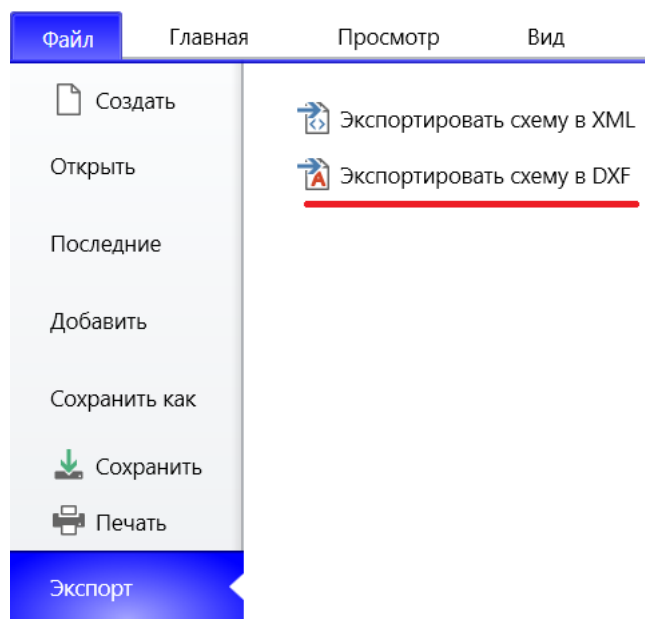 Файл Главная Просмотр Вид
Создать
Открыть
Последние
Добавить
Сохранить как
Сохранить
Печать
Экспорт
Экспортировать схему в XML
Экспортировать схему в DXF